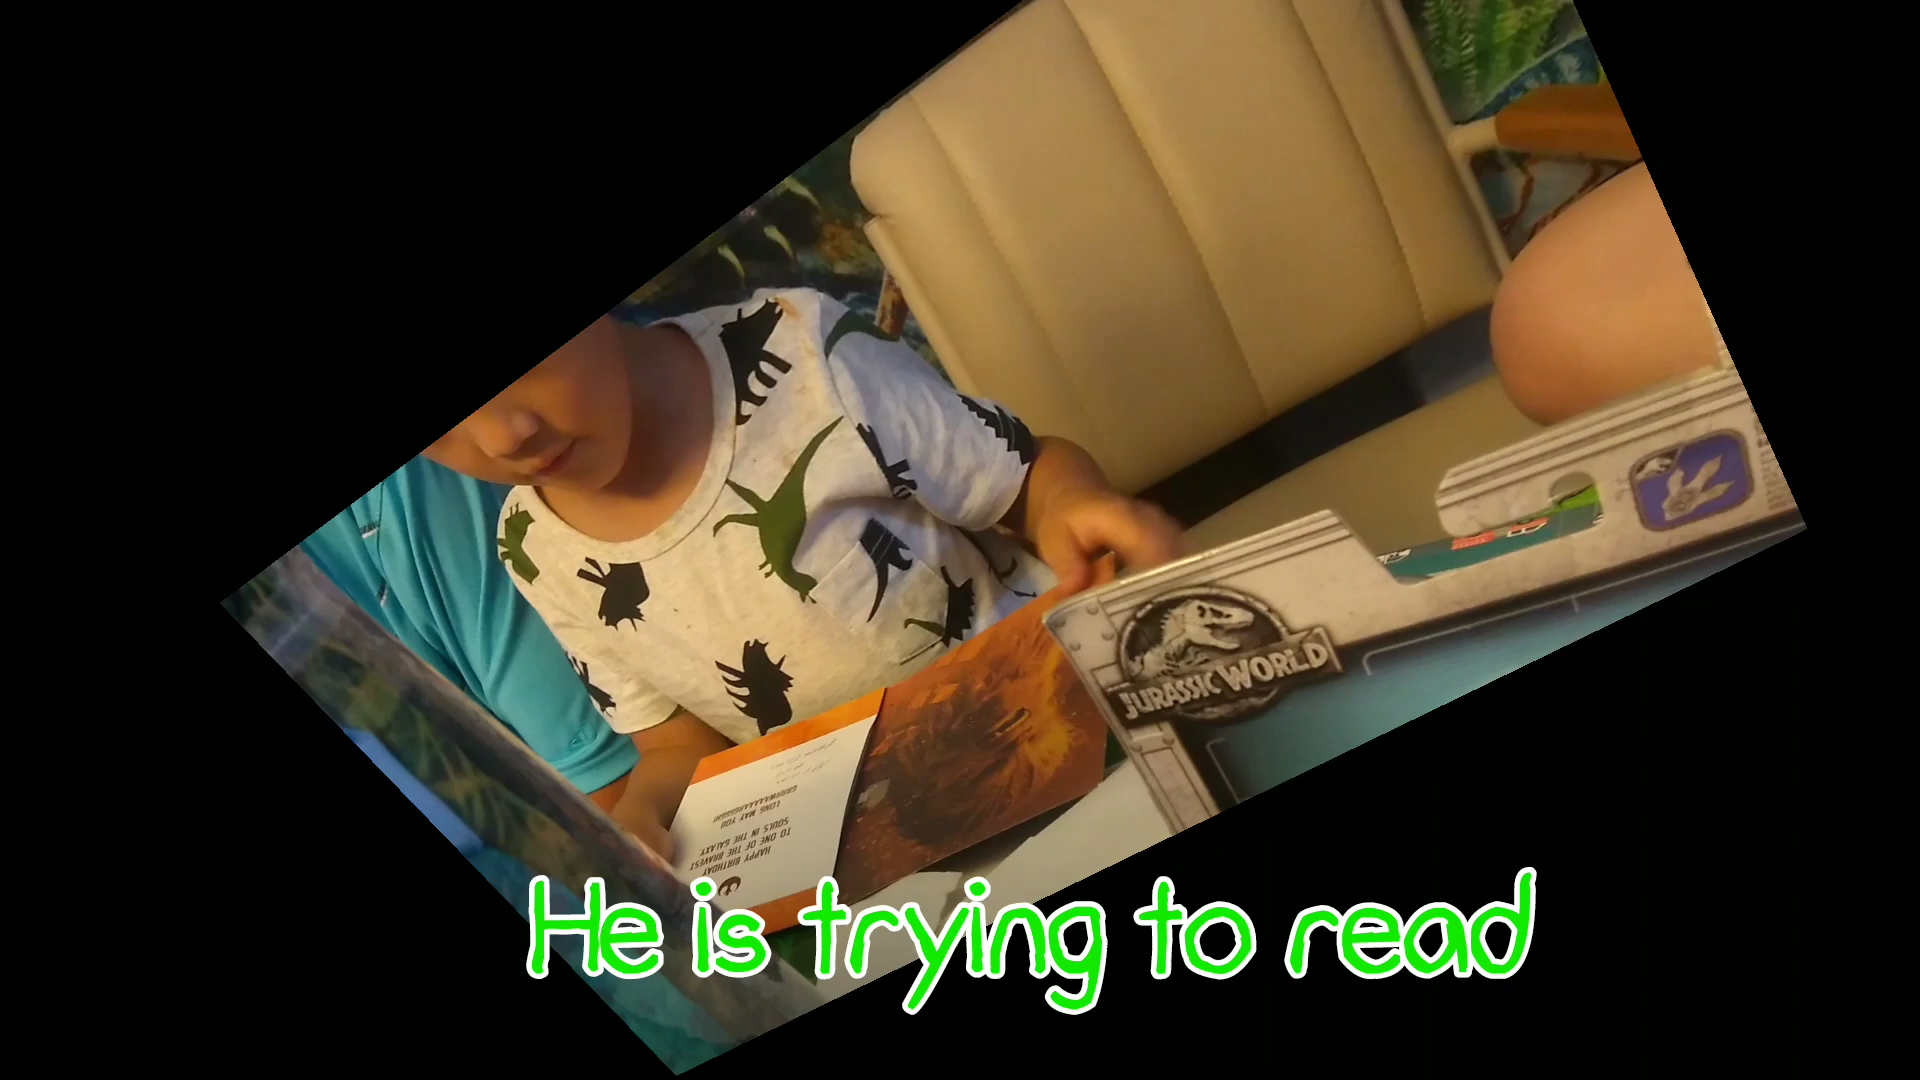 JURASSIC WORLD
HAPPY BIRTHDAY
TO ONE OF THE BRAVEST
SOULS IN THE GALAXY
LONG MAY YOU
He is trying to read